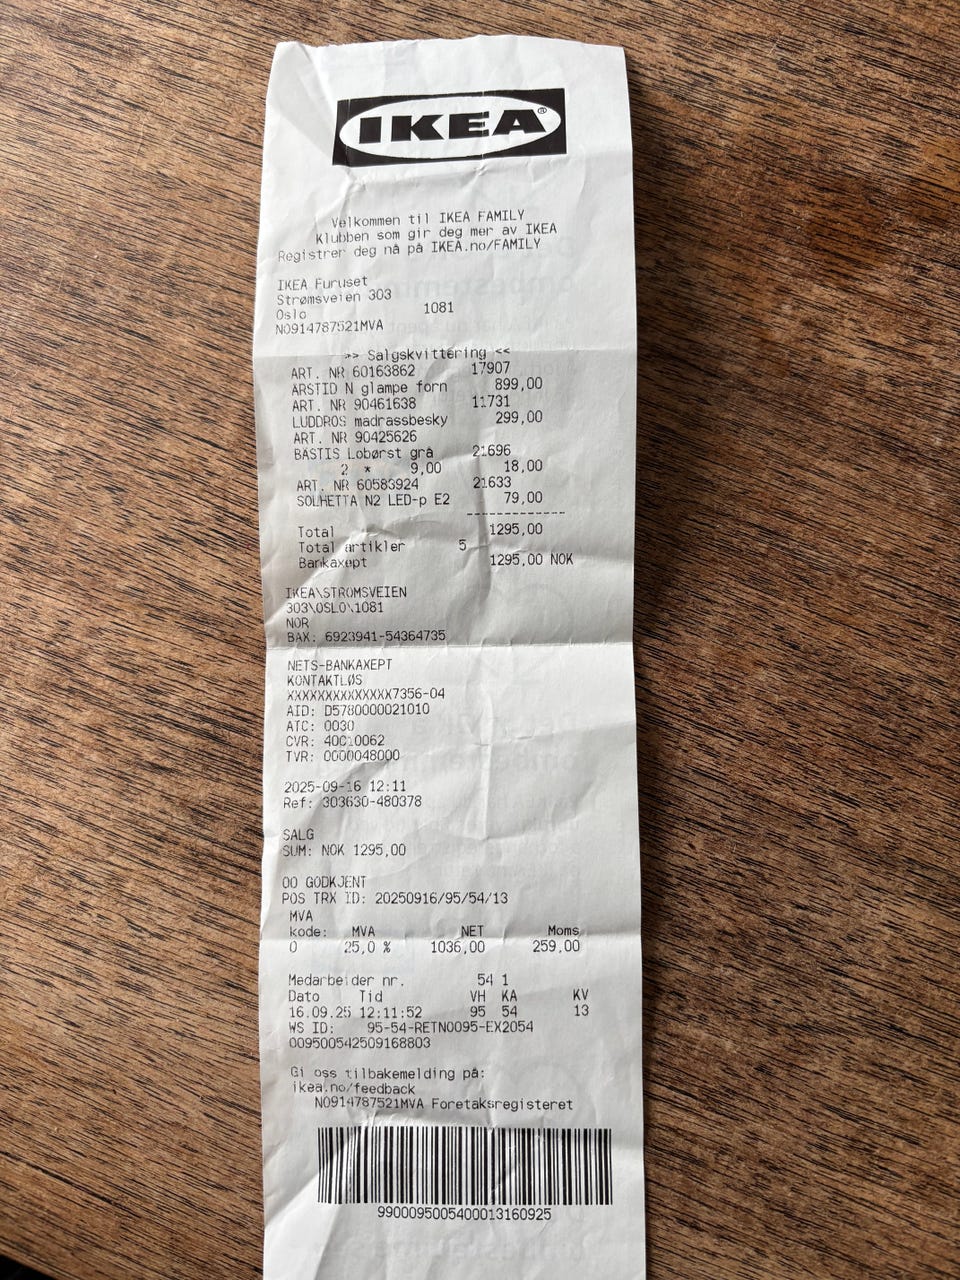 IKEA®
Velkommen til IKEA FAMILY
Klubben som gir deg mer av IKEA
Registrer deg nå på IKEA.no/FAMILY
IKEA Furuset
Strømsveien 303
Oslo 1081
NO914787521MVA
>> Salgskvittering <<
ART. NR 60163862 17907
ARSTID N glampe forn 899,00
ART. NR 90461638 11731
LUDDROS madrassbesky 299,00
ART. NR 90425626
BÄSTIS Lobørst grå 21696
2 * 9,00 18,00
ART. NR 60583924 21633
SOLHETTA N2 LED-p E2 79,00
-------------
Total 1295,00
Total artikler 5
Bankaxept 1295,00 NOK
IKEA\STROMSVEIEN
303\OSLO\1081
NOR
BAX: 6923941-54364735
NETS-BANKAXEPT
KONTAKTLØS
XXXXXXXXXXXXXX7356-04
AID: D5780000021010
ATC: 0030
CVR: 40C10062
TVR: 0000048000
2025-09-16 12:11
Ref: 303630-480378
SALG
SUM: NOK 1295,00
00 GODKJENT
POS TRX ID: 20250916/95/54/13
MVA
kode: MVA NET Moms
0 25,0 % 1036,00 259,00
Medarbeider nr. 54 1
Dato Tid VH KA KV
16.09.25 12:11:52 95 54 13
WS ID: 95-54-RETNO095-EX2054
009500542509168803
Gi oss tilbakemelding på:
ikea.no/feedback
NO914787521MVA Foretaksregisteret
9900095005400013160925